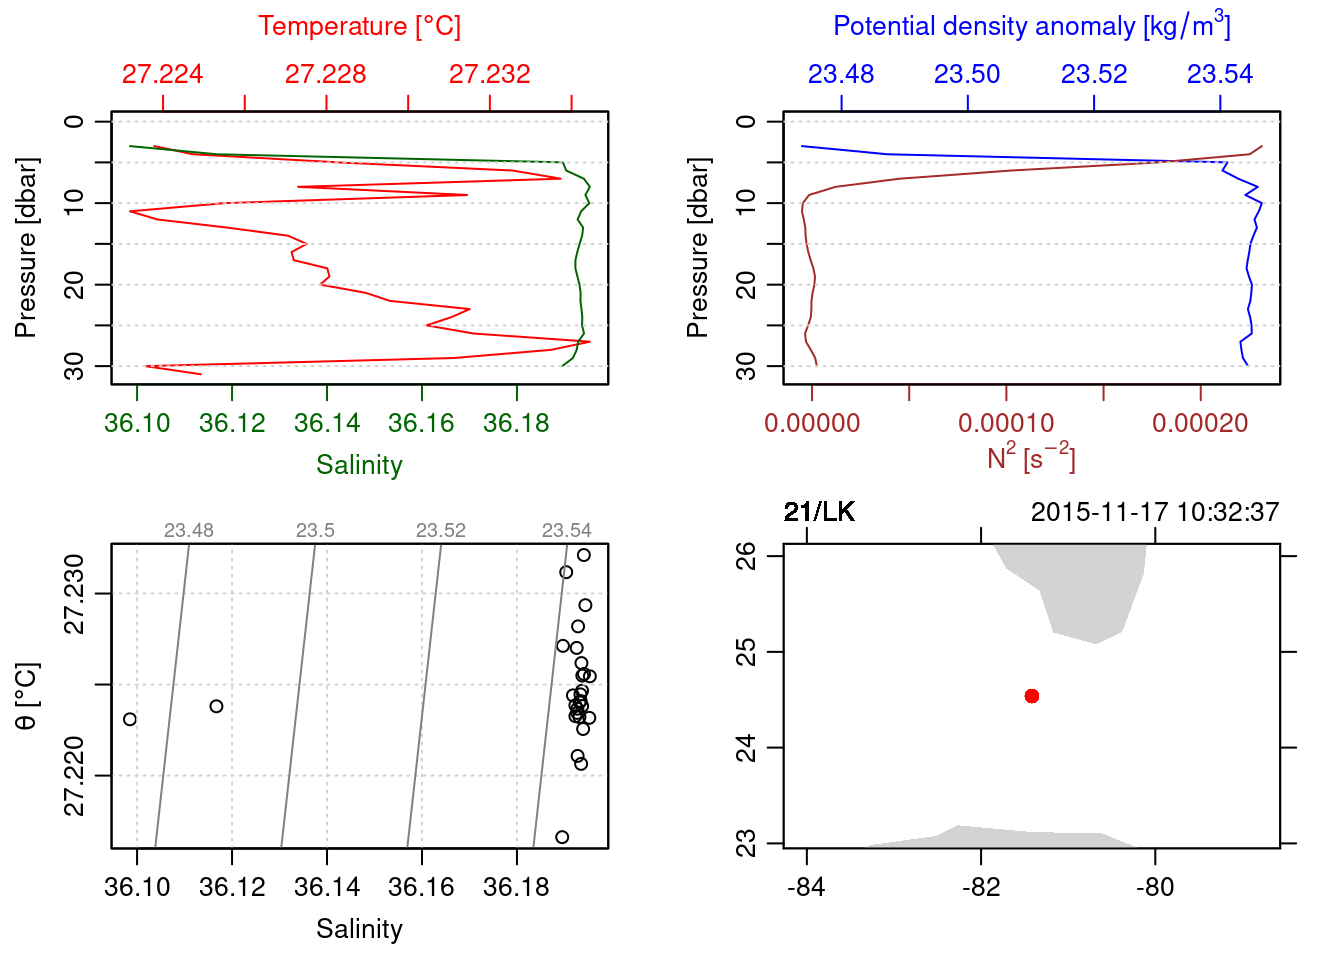 Temperature [°C]
27.224 27.228 27.232
Pressure [dbar]
0
10
20
30
36.10 36.12 36.14 36.16 36.18
Salinity
Potential density anomaly [kg/m³]
23.48 23.50 23.52 23.54
Pressure [dbar]
0
10
20
30
0.00000 0.00010 0.00020
N² [s⁻²]
23.48 23.5 23.52 23.54
θ [°C]
27.230
27.220
36.10 36.12 36.14 36.16 36.18
Salinity
21/LK 2015-11-17 10:32:37
26
25
24
23
-84 -82 -80